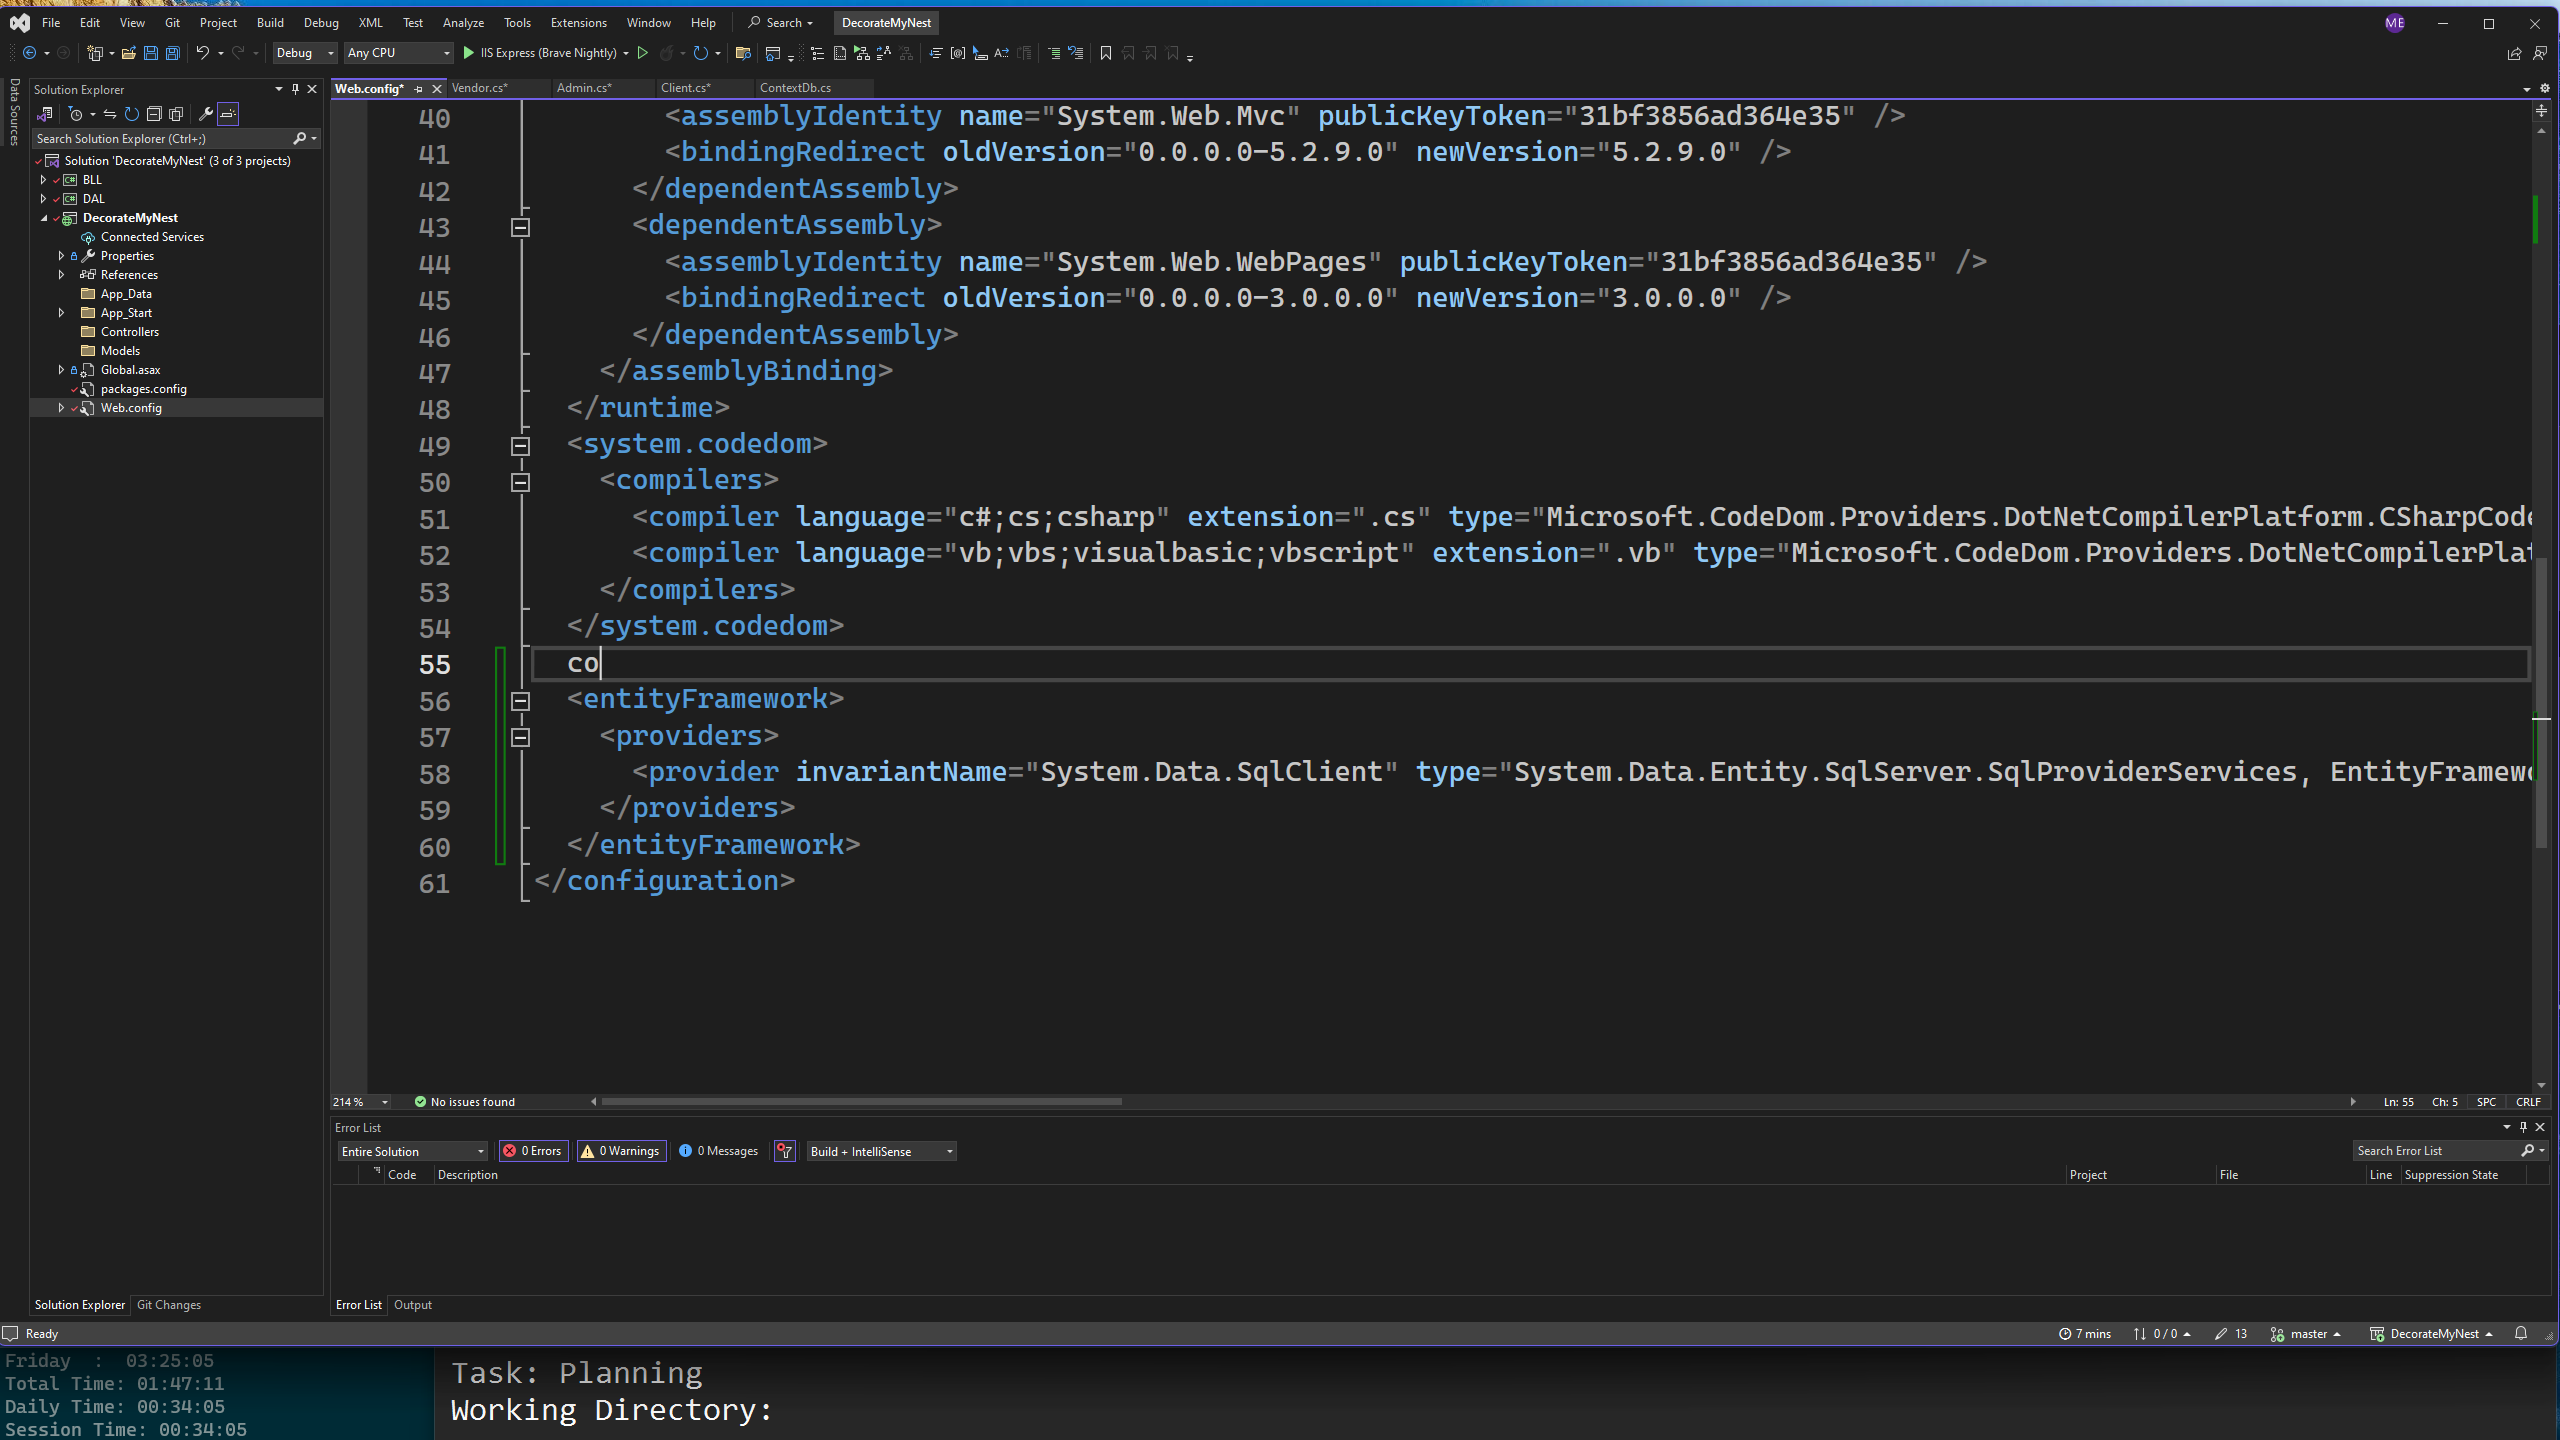 File Edit View Git Project Build Debug XML Test Analyze Tools Extensions Window Help Search DecorateMyNest ME
Debug Any CPU IIS Express (Brave Nightly)
Data Sources
Solution Explorer
Search Solution Explorer (Ctrl+;)
Solution 'DecorateMyNest' (3 of 3 projects)
BLL
DAL
DecorateMyNest
Connected Services
Properties
References
App_Data
App_Start
Controllers
Models
Global.asax
packages.config
Web.config
Web.config* Vendor.cs* Admin.cs* Client.cs* ContextDb.cs
40 <assemblyIdentity name="System.Web.Mvc" publicKeyToken="31bf3856ad364e35" />
41 <bindingRedirect oldVersion="0.0.0.0-5.2.9.0" newVersion="5.2.9.0" />
42 </dependentAssembly>
43 <dependentAssembly>
44 <assemblyIdentity name="System.Web.WebPages" publicKeyToken="31bf3856ad364e35" />
45 <bindingRedirect oldVersion="0.0.0.0-3.0.0.0" newVersion="3.0.0.0" />
46 </dependentAssembly>
47 </assemblyBinding>
48 </runtime>
49 <system.codedom>
50 <compilers>
51 <compiler language="c#;cs;csharp" extension=".cs" type="Microsoft.CodeDom.Providers.DotNetCompilerPlatform.CSharpCode
52 <compiler language="vb;vbs;visualbasic;vbscript" extension=".vb" type="Microsoft.CodeDom.Providers.DotNetCompilerPlat
53 </compilers>
54 </system.codedom>
55 co
56 <entityFramework>
57 <providers>
58 <provider invariantName="System.Data.SqlClient" type="System.Data.Entity.SqlServer.SqlProviderServices, EntityFramew
59 </providers>
60 </entityFramework>
61 </configuration>
214 % No issues found Ln: 55 Ch: 5 SPC CRLF
Error List
Entire Solution 0 Errors 0 Warnings 0 Messages Build + IntelliSense Search Error List
Code Description Project File Line Suppression State
Solution Explorer Git Changes
Error List Output
Ready 7 mins 0 / 0 13 master DecorateMyNest
Friday : 03:25:05
Total Time: 01:47:11
Daily Time: 00:34:05
Session Time: 00:34:05
Task: Planning
Working Directory: